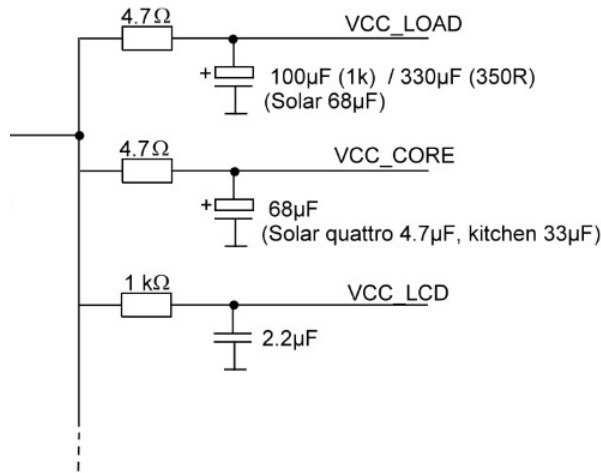 4.7Ω
VCC_LOAD
+
100µF (1k) / 330µF (350R)
(Solar 68µF)
4.7Ω
VCC_CORE
+
68µF
(Solar quattro 4.7µF, kitchen 33µF)
1 kΩ
VCC_LCD
2.2µF